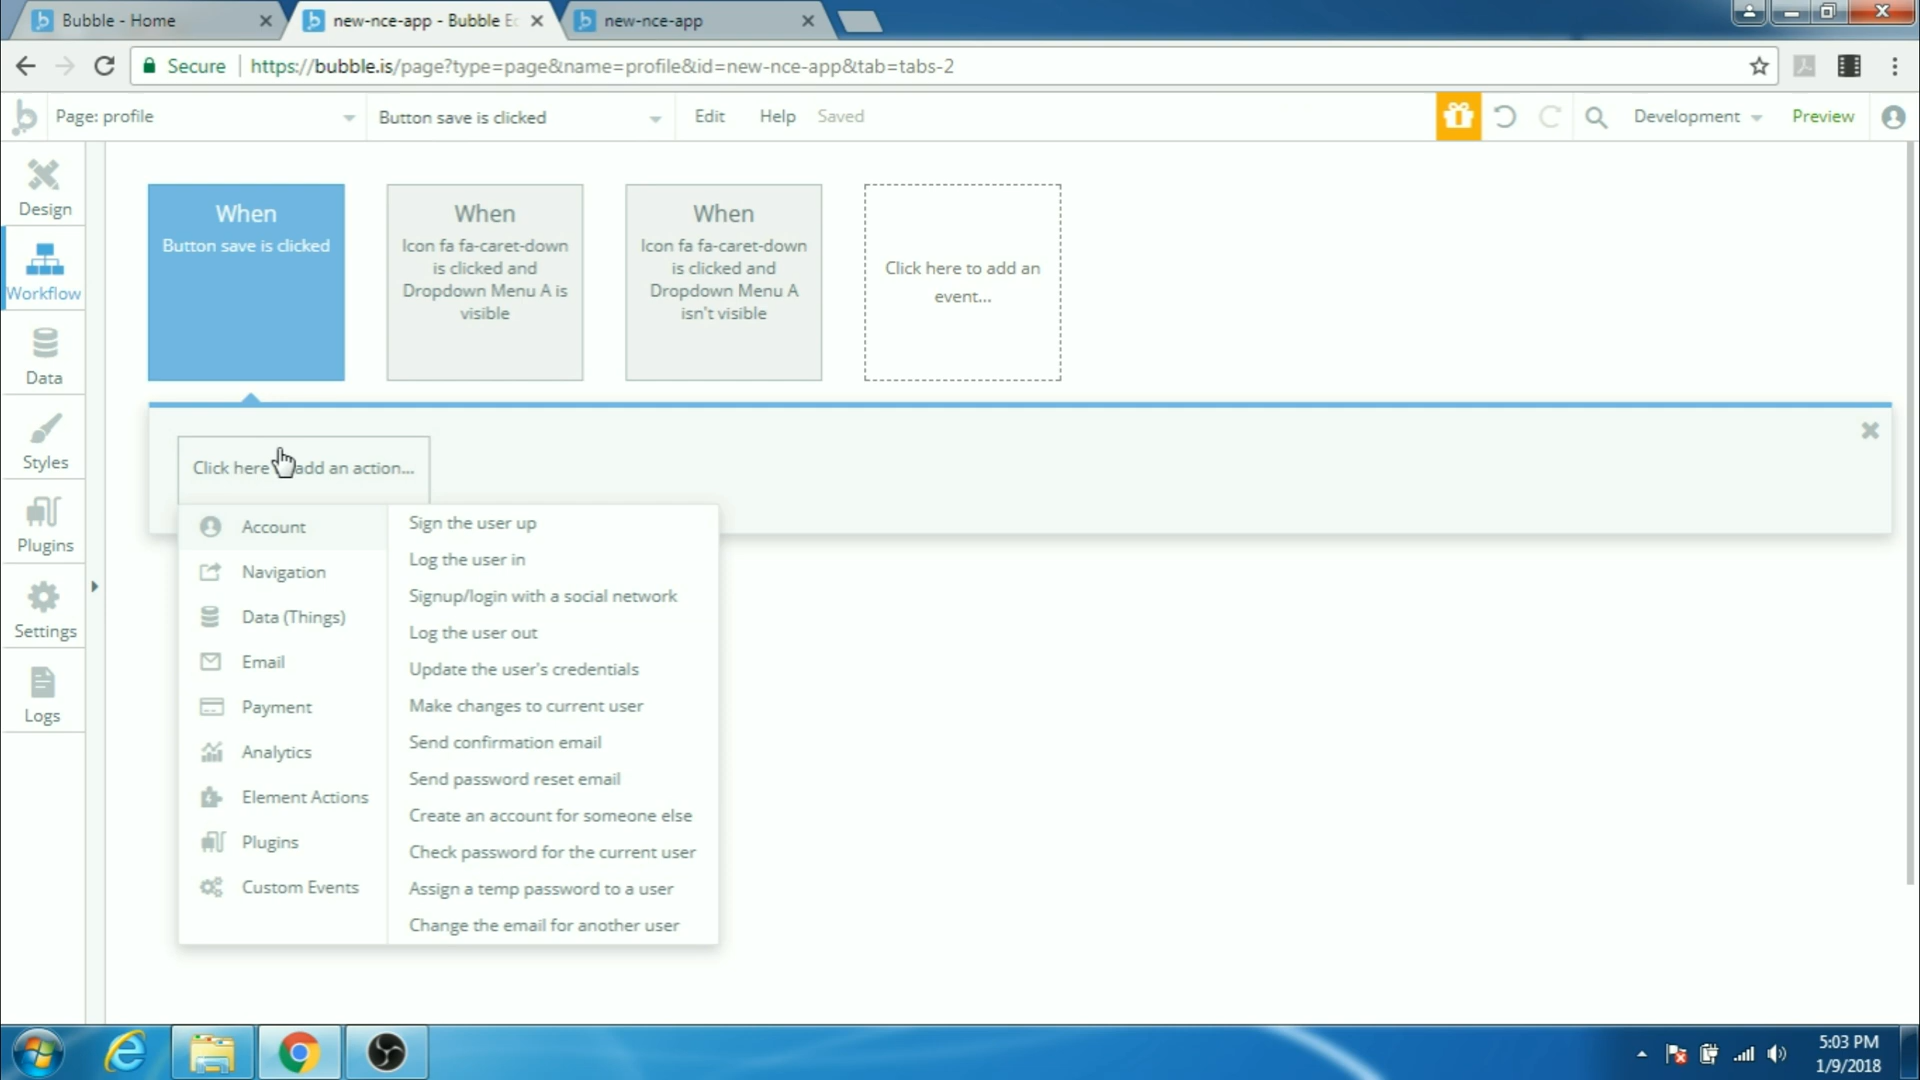 Bubble - Home
new-nce-app - Bubble Ec
new-nce-app
Secure
https://bubble.is/page?type=page&name=profile&id=new-nce-app&tab=tabs-2
Page: profile
Button save is clicked
Edit
Help
Saved
Development
Preview
Design
Workflow
Data
Styles
Plugins
Settings
Logs
When
Button save is clicked
When
Icon fa fa-caret-down
is clicked and
Dropdown Menu A is
visible
When
Icon fa fa-caret-down
is clicked and
Dropdown Menu A
isn't visible
Click here to add an
event...
Click here add an action...
Account
Navigation
Data (Things)
Email
Payment
Analytics
Element Actions
Plugins
Custom Events
Sign the user up
Log the user in
Signup/login with a social network
Log the user out
Update the user's credentials
Make changes to current user
Send confirmation email
Send password reset email
Create an account for someone else
Check password for the current user
Assign a temp password to a user
Change the email for another user
5:03 PM
1/9/2018